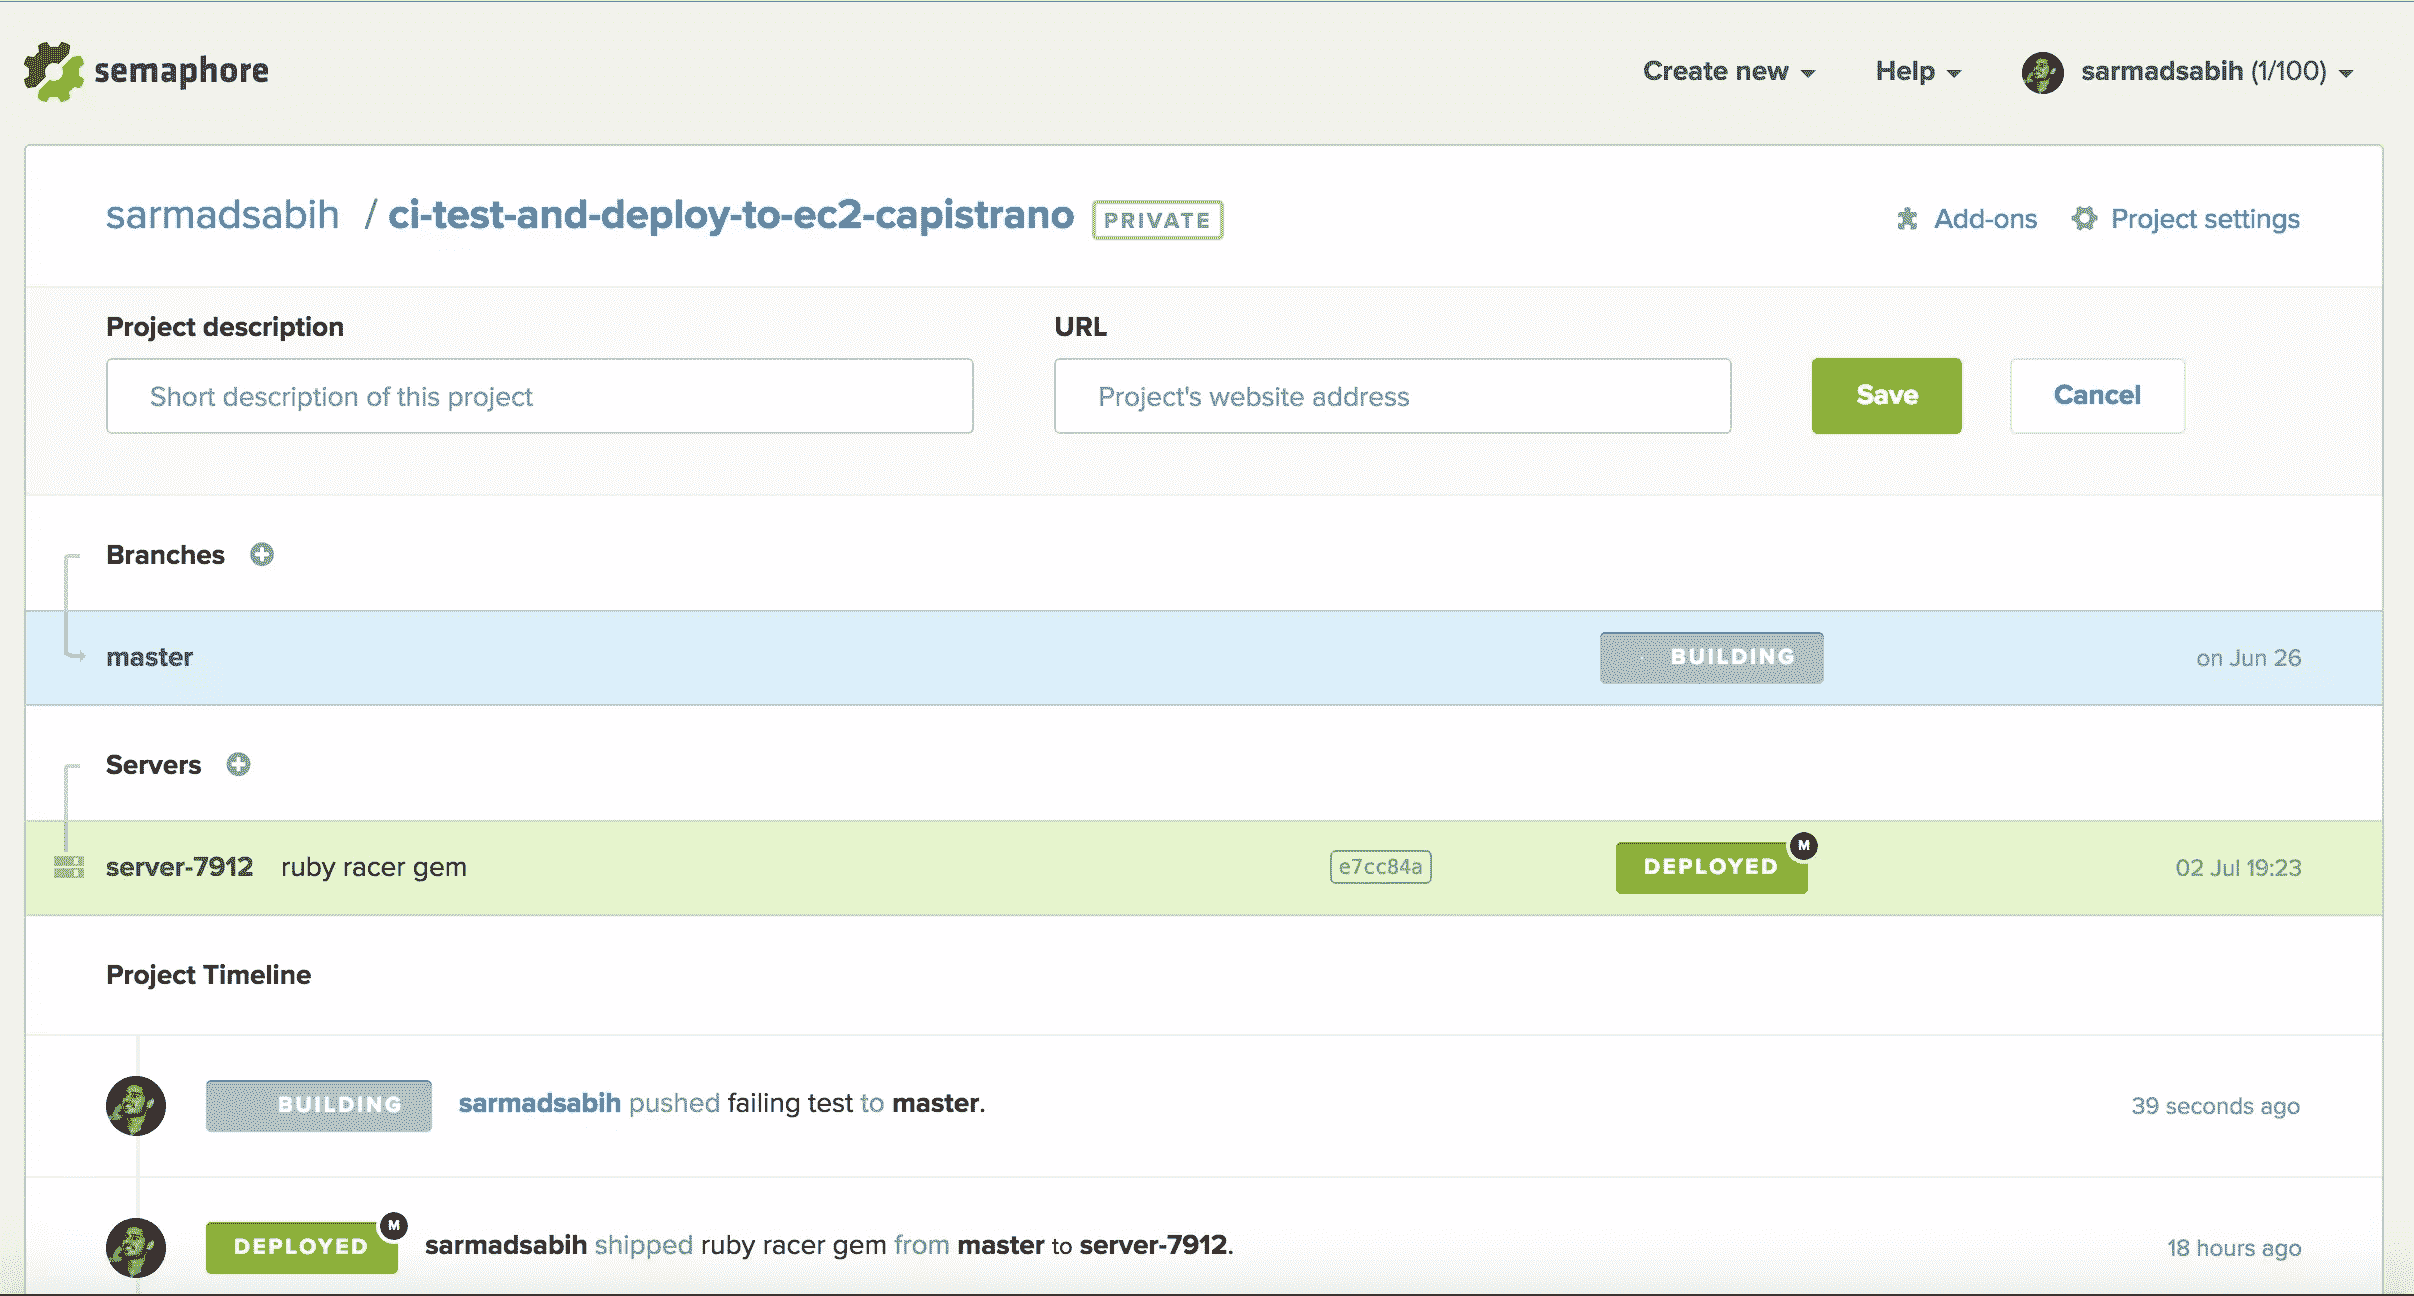 semaphore
Create new
Help
sarmadsabih (1/100)
sarmadsabih / ci-test-and-deploy-to-ec2-capistrano PRIVATE
Add-ons
Project settings
Project description
URL
Short description of this project
Project's website address
Save
Cancel
Branches
master
BUILDING
on Jun 26
Servers
server-7912 ruby racer gem
e7cc84a
DEPLOYED
M
02 Jul 19:23
Project Timeline
BUILDING
sarmadsabih pushed failing test to master.
39 seconds ago
DEPLOYED
M
sarmadsabih shipped ruby racer gem from master to server-7912.
18 hours ago